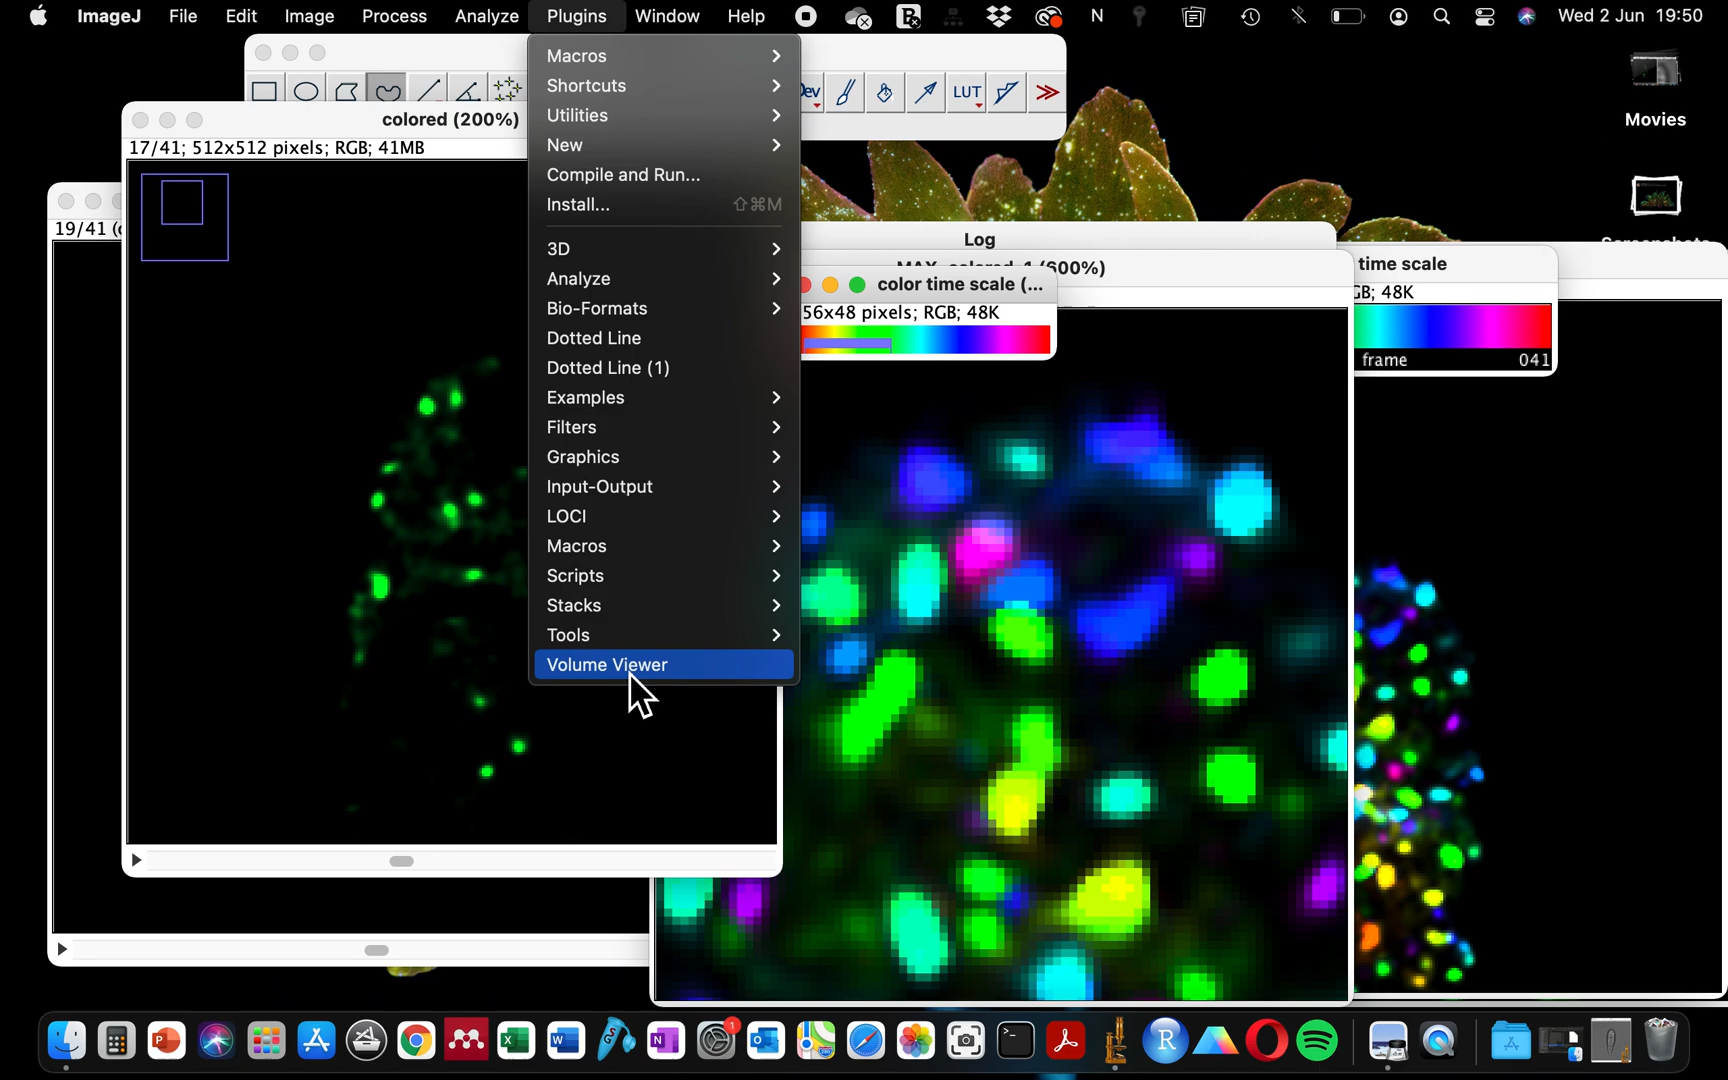 ImageJ File Edit Image Process Analyze Plugins Window Help N Wed 2 Jun 19:50
Macros
Shortcuts
Utilities
New
Compile and Run...
Install... ⇧⌘M
3D
Analyze
Bio-Formats
Dotted Line
Dotted Line (1)
Examples
Filters
Graphics
Input-Output
LOCI
Macros
Scripts
Stacks
Tools
Volume Viewer
Dev
LUT
colored (200%)
17/41; 512x512 pixels; RGB; 41MB
19/41 (
Log
(600%)
color time scale (...
56x48 pixels; RGB; 48K
time scale
GB; 48K
frame 041
Movies
1